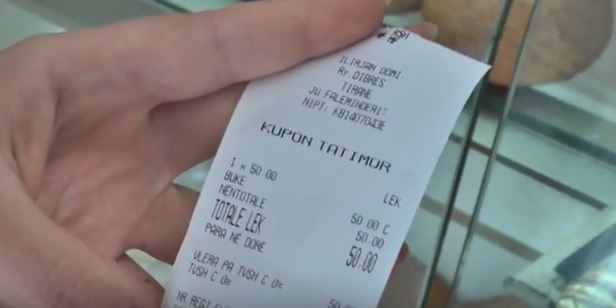 ILIRJAN DOMI
Rr. DIBRES
TIRANE
JU FALEMINDERIT
NIPT: K81407043E
KUPON TATIMOR
LEK
1 x 50.00
BUKE 50.00 C
NENTOTALE 50.00
TOTALE LEK 50.00
PARA NE DORE
VLERA PA TVSH C 0%
TVSH C 0%